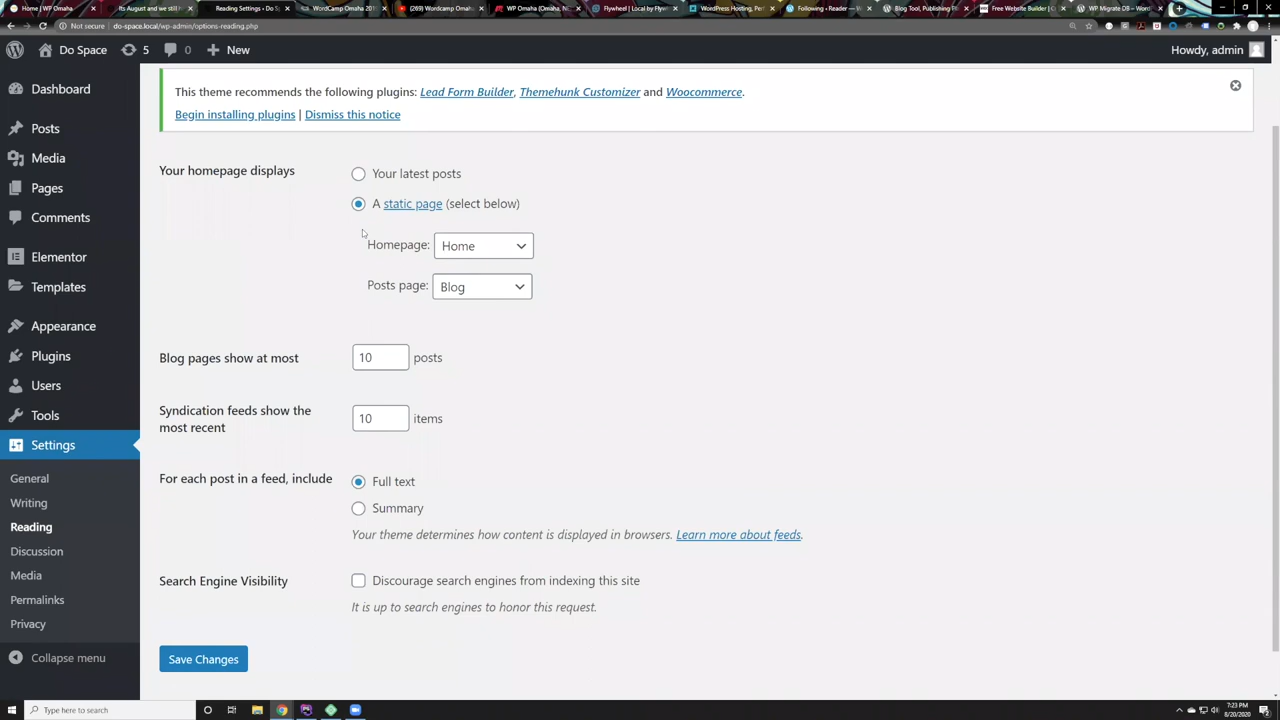 Home | WP Omaha
Its August and we still
Reading Settings ‹ Do S
WordCamp Omaha 20
(269) Wordcamp Omaha
WP Omaha (Omaha, N
Flywheel | Local by Flyw
WordPress Hosting, Perf
Following ‹ Reader —
Blog Tool, Publishing Pl
Free Website Builder | C
WP Migrate DB – Word
Not secure | do-space.local/wp-admin/options-reading.php
Do Space 5 0 New Howdy, admin
This theme recommends the following plugins: Lead Form Builder, Themehunk Customizer and Woocommerce.
Begin installing plugins | Dismiss this notice
Dashboard
Posts
Media
Pages
Comments
Elementor
Templates
Appearance
Plugins
Users
Tools
Settings
General
Writing
Reading
Discussion
Media
Permalinks
Privacy
Collapse menu
Your homepage displays
Your latest posts
A static page (select below)
Homepage: Home
Posts page: Blog
Blog pages show at most 10 posts
Syndication feeds show the
most recent
10 items
For each post in a feed, include
Full text
Summary
Your theme determines how content is displayed in browsers. Learn more about feeds.
Search Engine Visibility
Discourage search engines from indexing this site
It is up to search engines to honor this request.
Save Changes
Type here to search
7:23 PM
8/20/2020